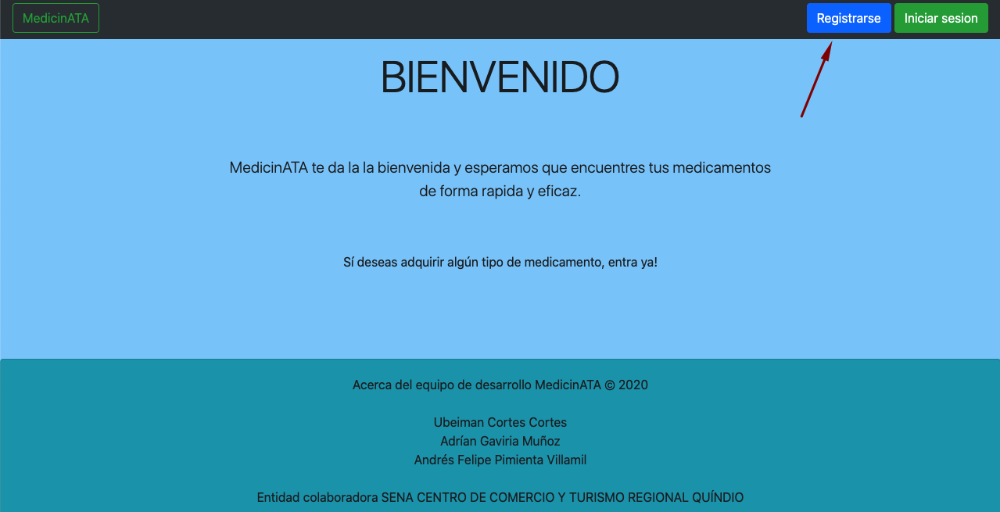 MedicinATA
Registrarse
Iniciar sesion
BIENVENIDO
MedicinATA te da la la bienvenida y esperamos que encuentres tus medicamentos
de forma rapida y eficaz.
Sí deseas adquirir algún tipo de medicamento, entra ya!
Acerca del equipo de desarrollo MedicinATA © 2020
Ubeiman Cortes Cortes
Adrían Gaviria Muñoz
Andrés Felipe Pimienta Villamil
Entidad colaboradora SENA CENTRO DE COMERCIO Y TURISMO REGIONAL QUÍNDIO